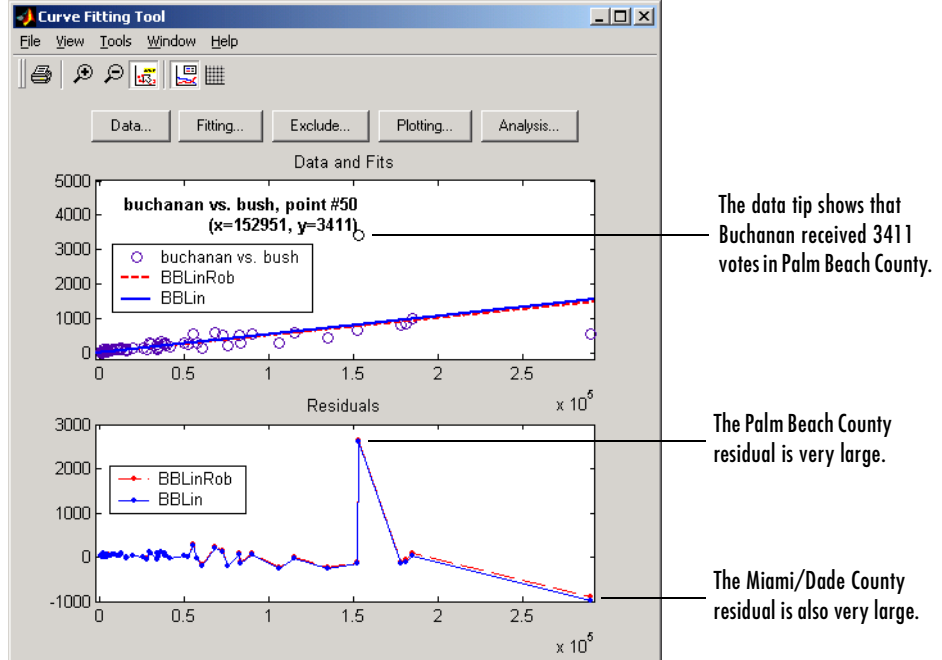 Curve Fitting Tool
File View Tools Window Help
Data... Fitting... Exclude... Plotting... Analysis...
Data and Fits
5000
4000
3000
2000
1000
0
buchanan vs. bush, point #50
(x=152951, y=3411)
buchanan vs. bush
BBLinRob
BBLin
0 0.5 1 1.5 2 2.5
x 10^5
The data tip shows that
Buchanan received 3411
votes in Palm Beach County.
Residuals
3000
2000
1000
0
-1000
BBLinRob
BBLin
0 0.5 1 1.5 2 2.5
x 10^5
The Palm Beach County
residual is very large.
The Miami/Dade County
residual is also very large.